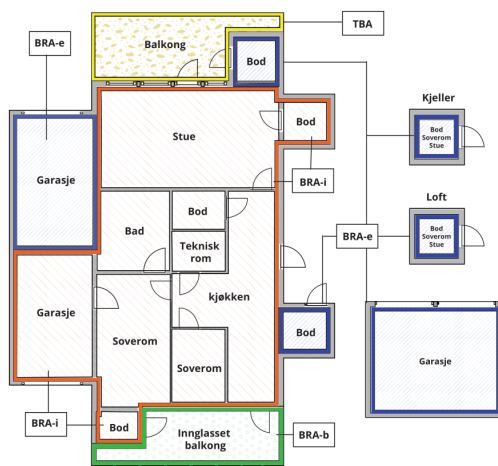 TBA
BRA-e
Balkong
Bod
Kjeller
Bod
Soverom
Stue
Stue
Bod
Garasje
BRA-i
Loft
Bod
Soverom
Stue
Bad
Bod
BRA-e
Teknisk
rom
kjøkken
Garasje
Soverom
Bod
Soverom
Garasje
BRA-i
Bod
Innglasset
balkong
BRA-b